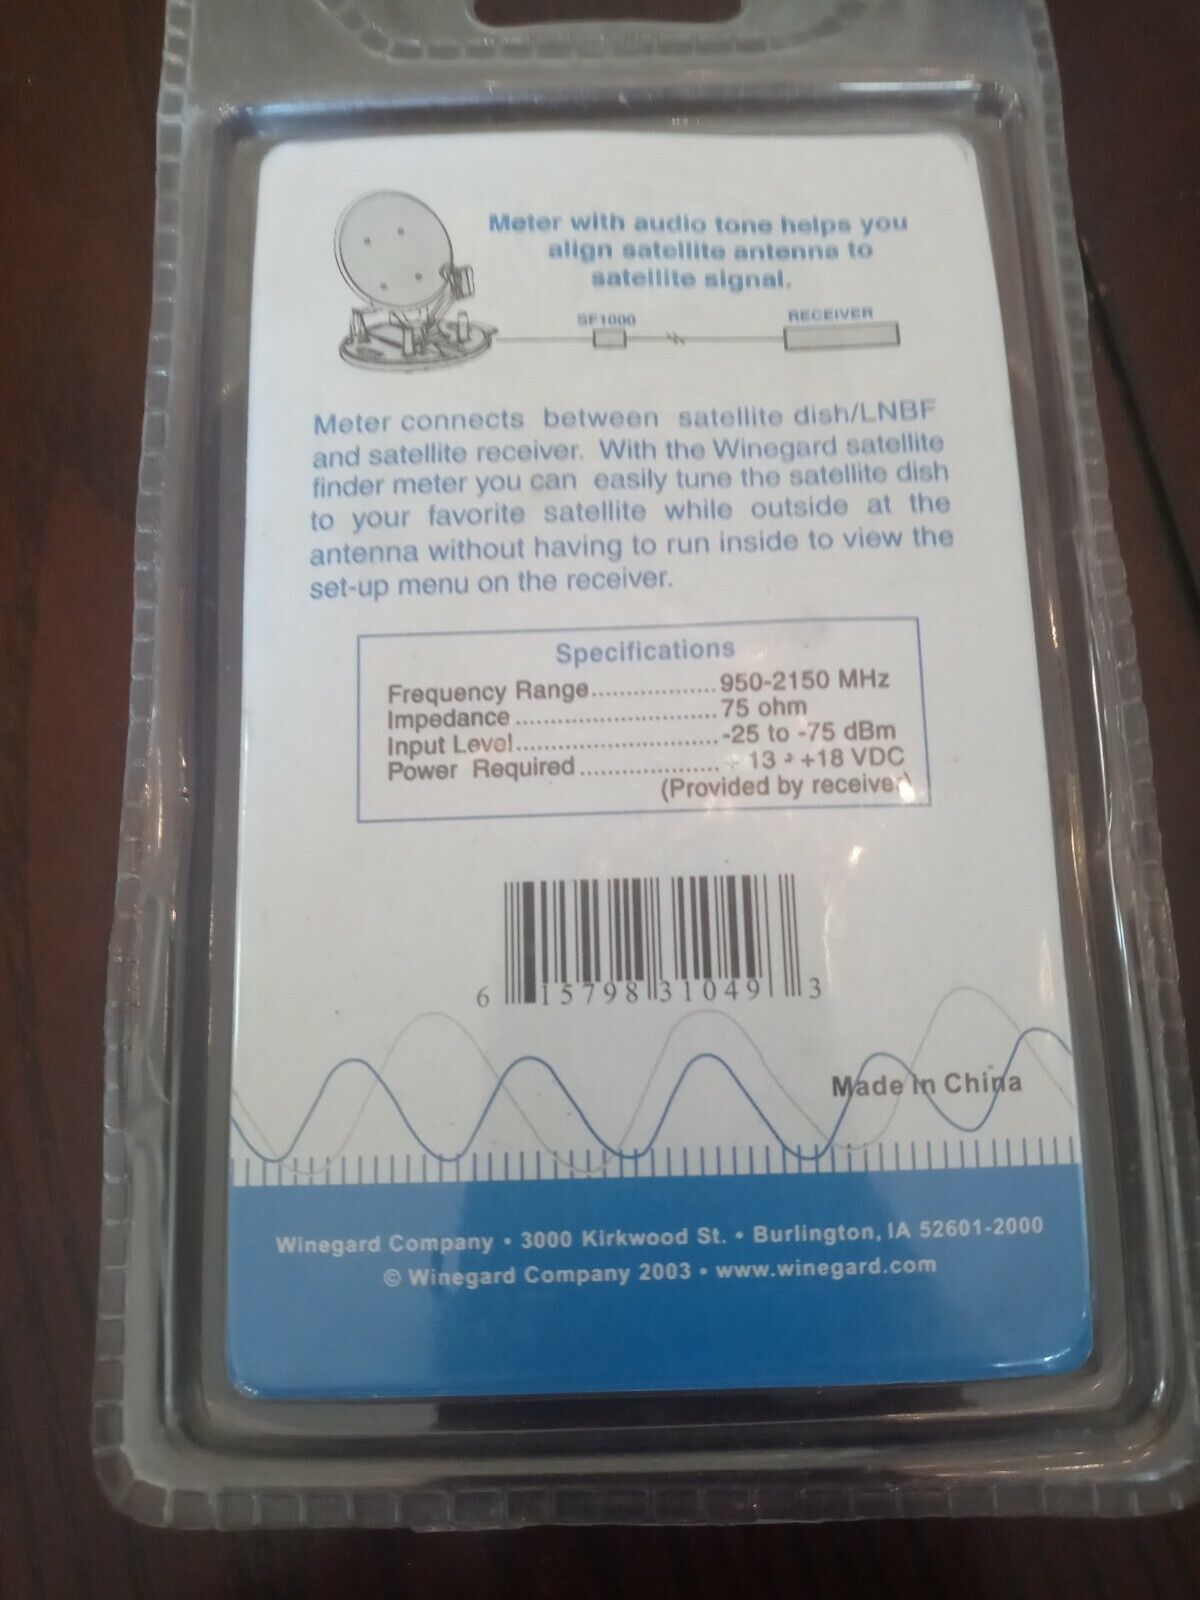 Meter with audio tone helps you
align satellite antenna to
satellite signal.
SF1000
RECEIVER
Meter connects between satellite dish/LNBF
and satellite receiver. With the Winegard satellite
finder meter you can easily tune the satellite dish
to your favorite satellite while outside at the
antenna without having to run inside to view the
set-up menu on the receiver.
Specifications
Frequency Range..................950-2150 MHz
Impedance.............................75 ohm
Input Level.............................-25 to -75 dBm
Power Required....................+13 - +18 VDC
(Provided by receiver)
6 15798 31049 3
Made in China
Winegard Company • 3000 Kirkwood St. • Burlington, IA 52601-2000
© Winegard Company 2003 • www.winegard.com